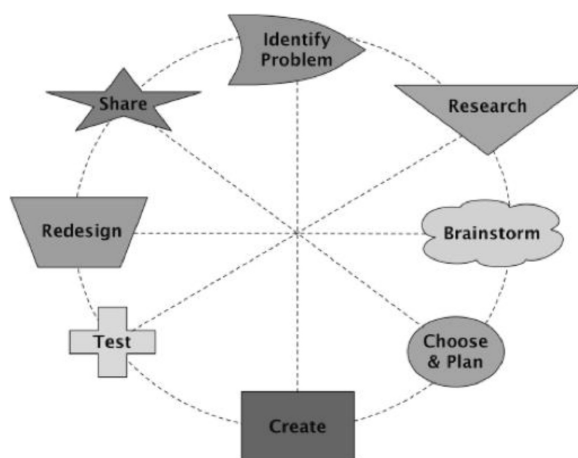 Identify
Problem
Research
Brainstorm
Choose
& Plan
Create
Test
Redesign
Share